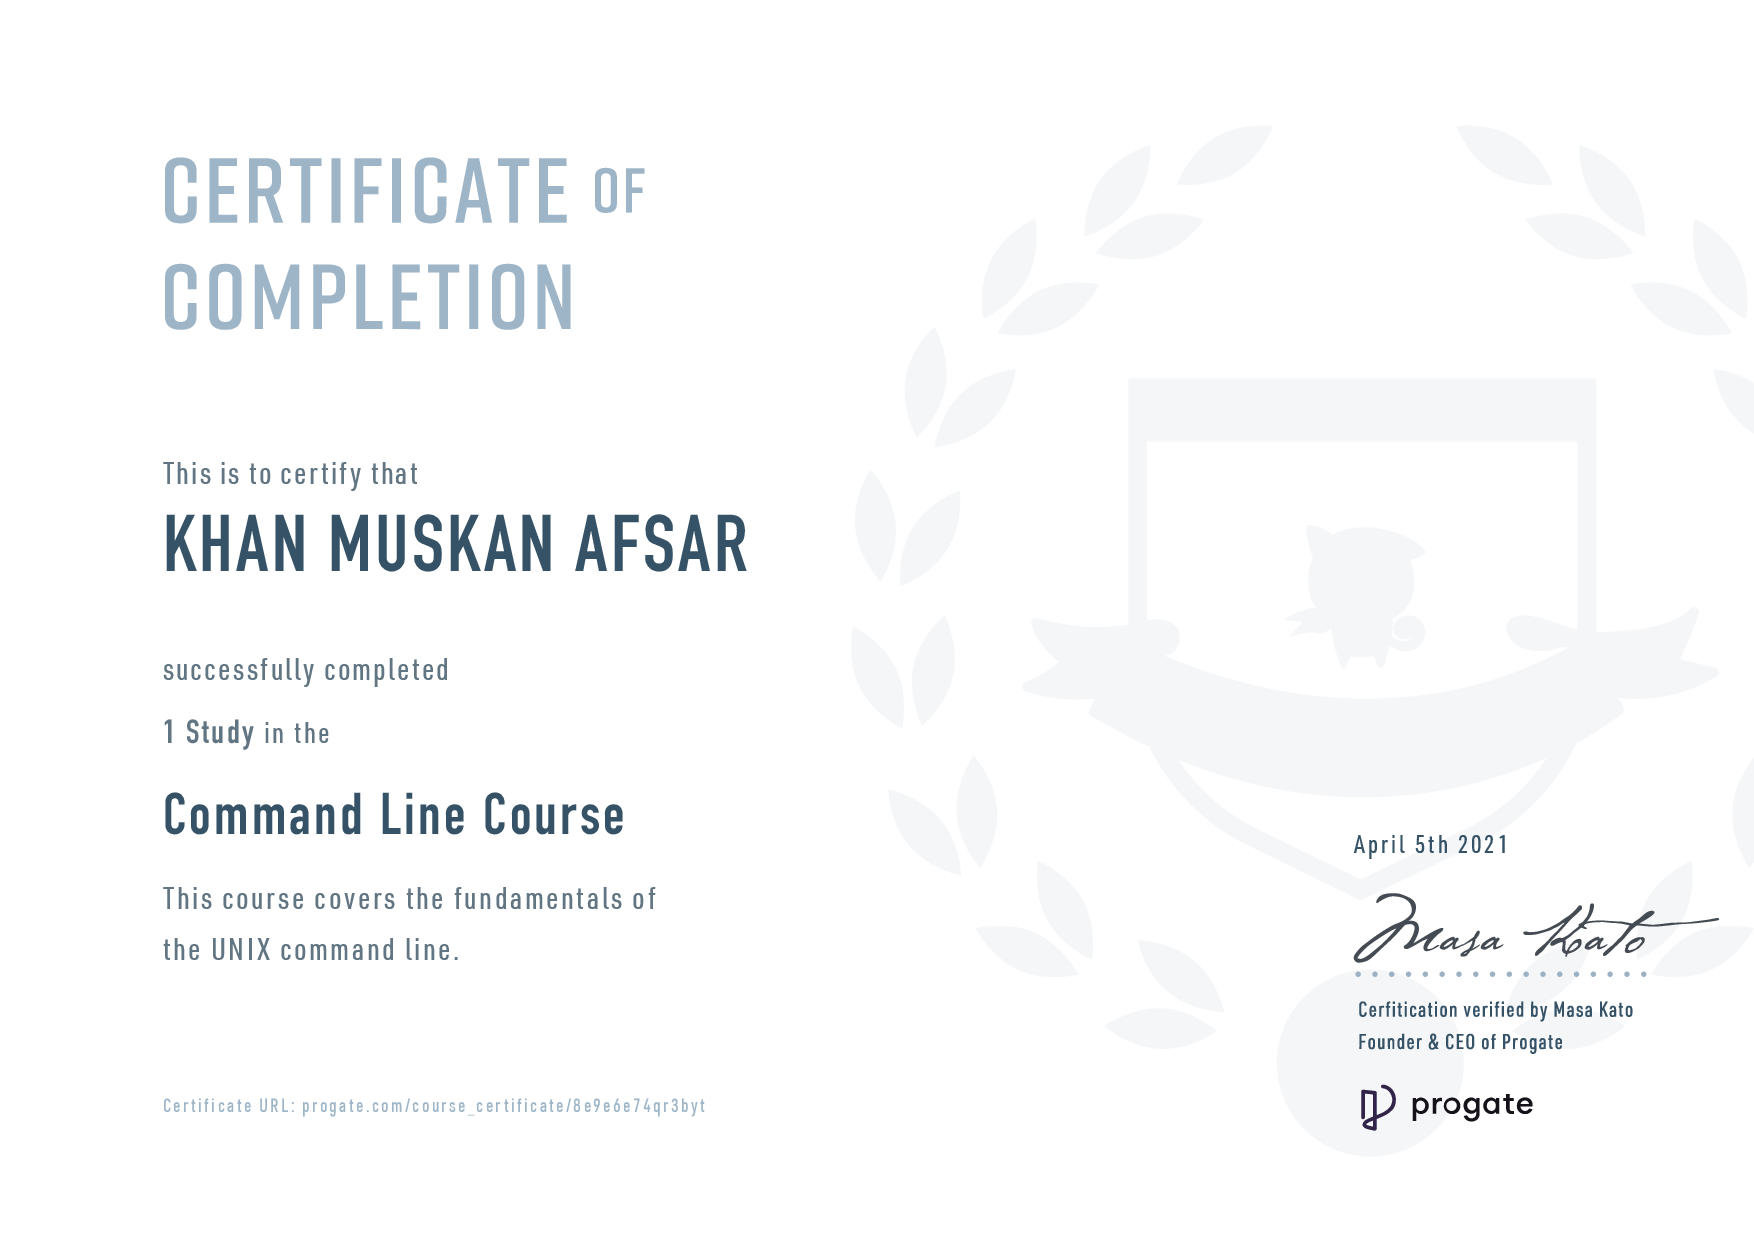 CERTIFICATE OF
COMPLETION
This is to certify that
KHAN MUSKAN AFSAR
successfully completed
1 Study in the
Command Line Course
This course covers the fundamentals of
the UNIX command line.
April 5th 2021
Masa Kato
Cerfitication verified by Masa Kato
Founder & CEO of Progate
progate
Certificate URL: progate.com/course_certificate/8e9e6e74qr3byt